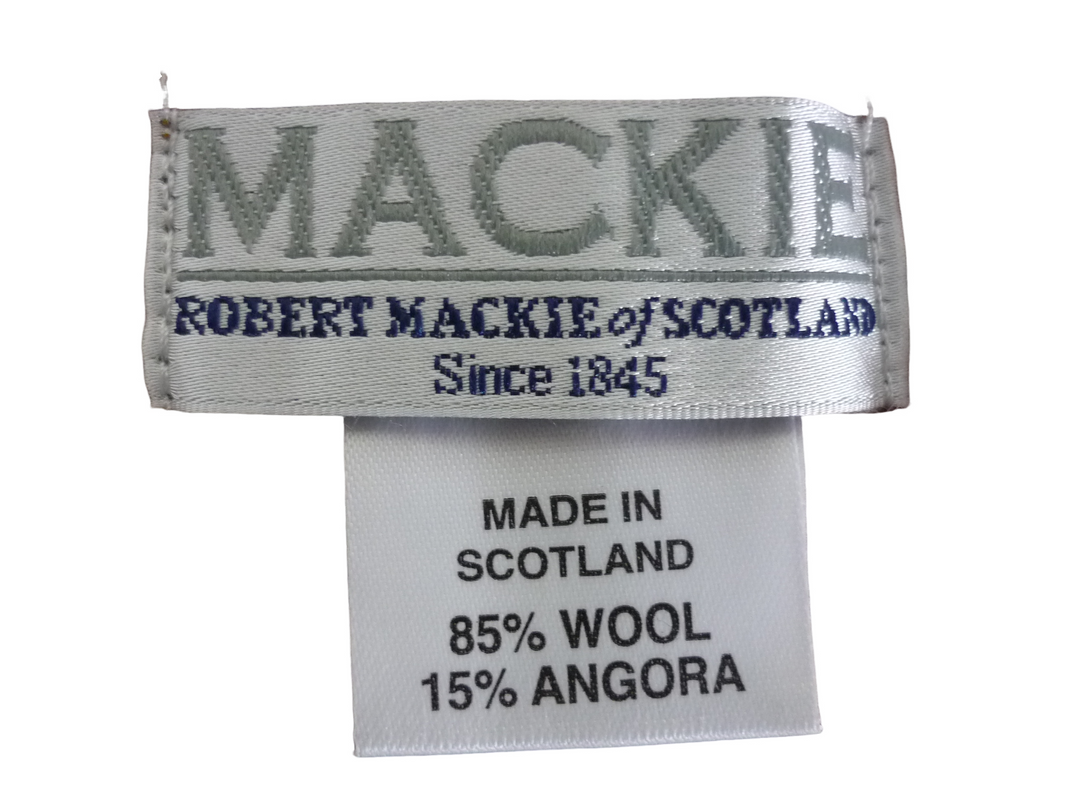 MACKIE
ROBERT MACKIE of SCOTLAND
Since 1845
MADE IN
SCOTLAND
85% WOOL
15% ANGORA